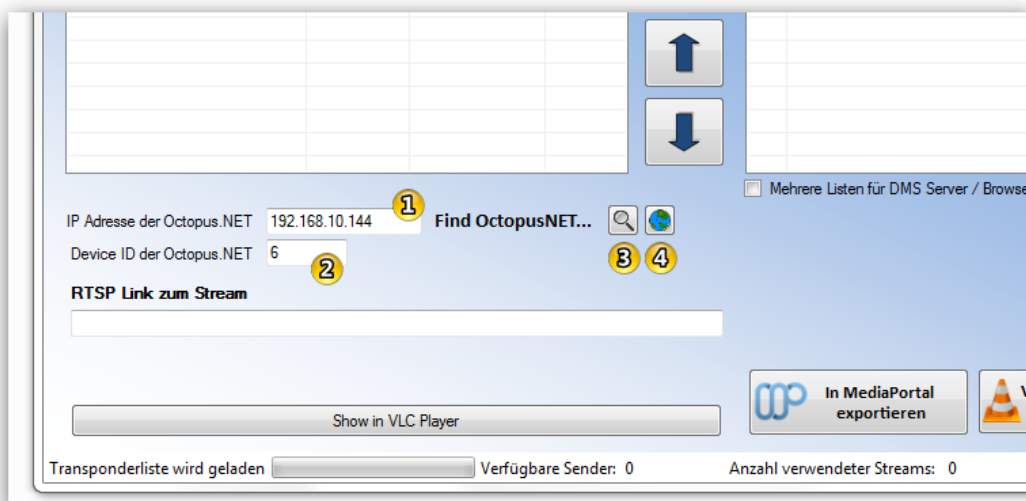 Mehrere Listen für DMS Server / Browse
IP Adresse der Octopus.NET 192.168.10.144 1 Find OctopusNET...
Device ID der Octopus.NET 6 2 3 4
RTSP Link zum Stream
In MediaPortal
exportieren
Show in VLC Player
Transponderliste wird geladen Verfügbare Sender: 0 Anzahl verwendeter Streams: 0